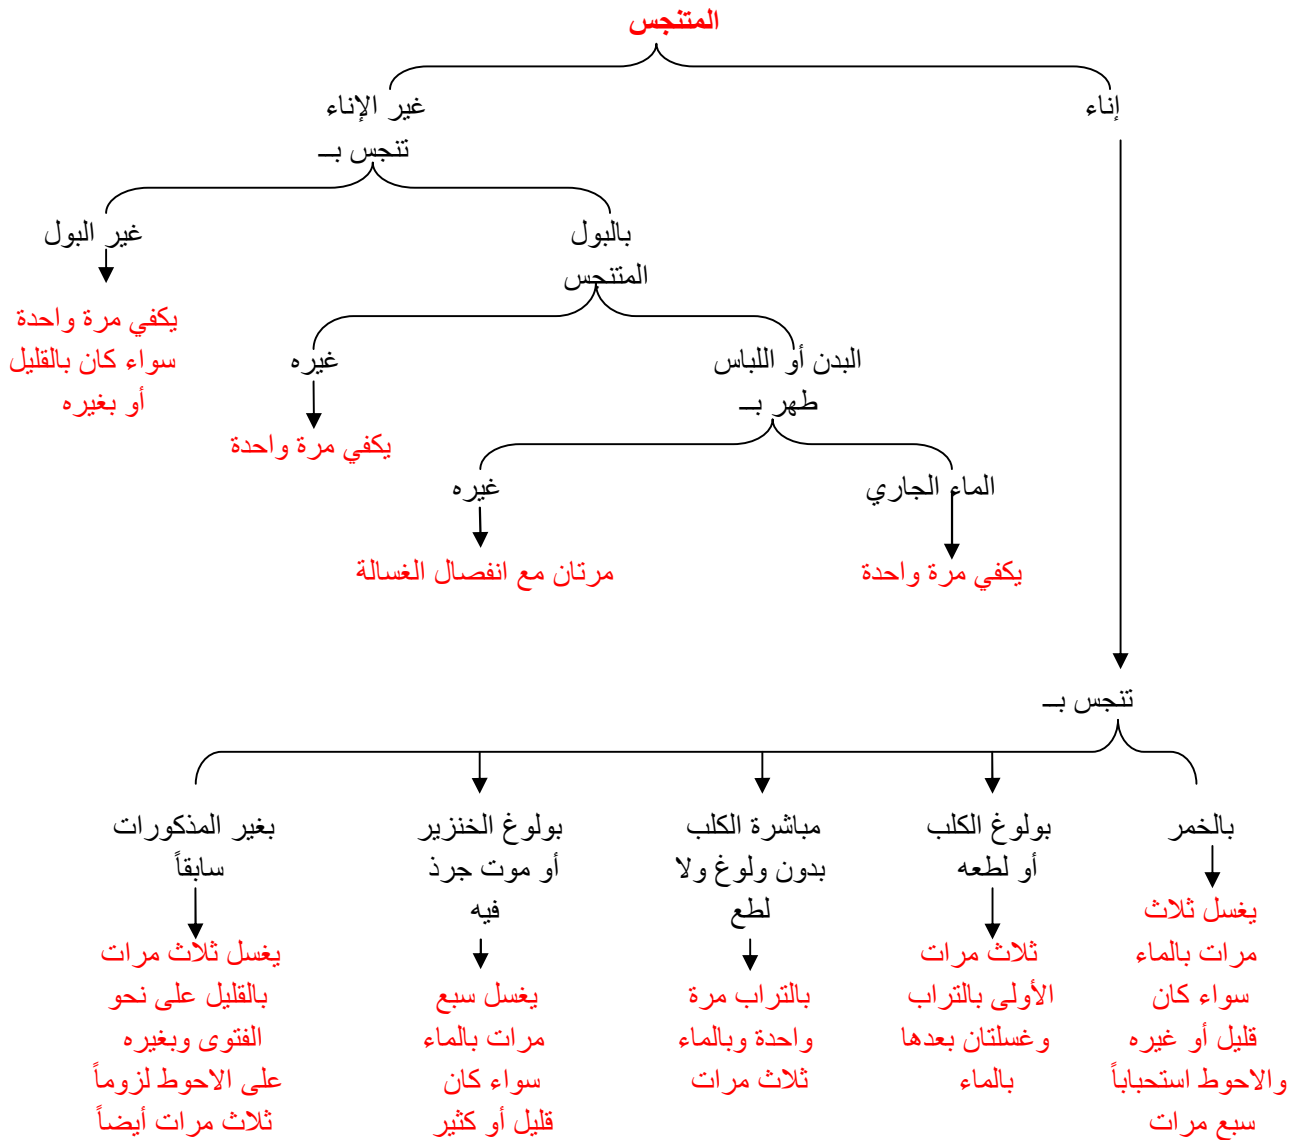 المتنجس
إناء
غير الإناء
تنجس بـ
بالبول
المتنجس
غير البول
يكفي مرة واحدة
سواء كان بالقليل
أو بغيره
البدن أو اللباس
طهر بـ
غيره
يكفي مرة واحدة
الماء الجاري
يكفي مرة واحدة
غيره
مرتان مع انفصال الغسالة
تنجس بـ
بالخمر
يغسل ثلاث
مرات بالماء
سواء كان
قليل أو غيره
والاحوط استحباباً
سبع مرات
بولوغ الكلب
أو لطعه
ثلاث مرات
الأولى بالتراب
وغسلتان بعدها
بالماء
مباشرة الكلب
بدون ولوغ ولا
لطع
بالتراب مرة
واحدة وبالماء
ثلاث مرات
بولوغ الخنزير
أو موت جرذ
فيه
يغسل سبع
مرات بالماء
سواء كان
قليل أو كثير
بغير المذكورات
سابقاً
يغسل ثلاث مرات
بالقليل على نحو
الفتوى وبغيره
على الاحوط لزوماً
ثلاث مرات أيضاً